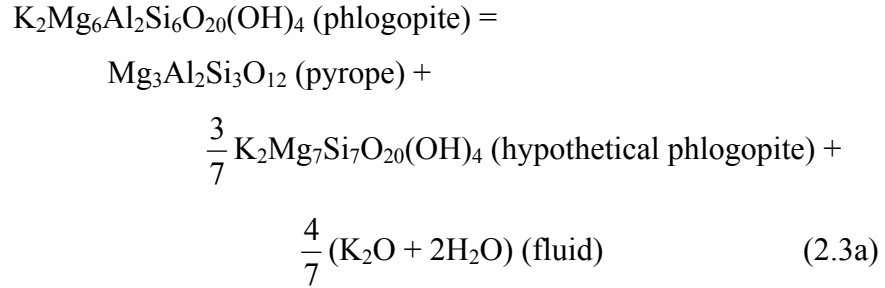 K₂Mg₆Al₂Si₆O₂₀(OH)₄ (phlogopite) =
Mg₃Al₂Si₃O₁₂ (pyrope) +
3/7 K₂Mg₇Si₇O₂₀(OH)₄ (hypothetical phlogopite) +
4/7 (K₂O + 2H₂O) (fluid) (2.3a)